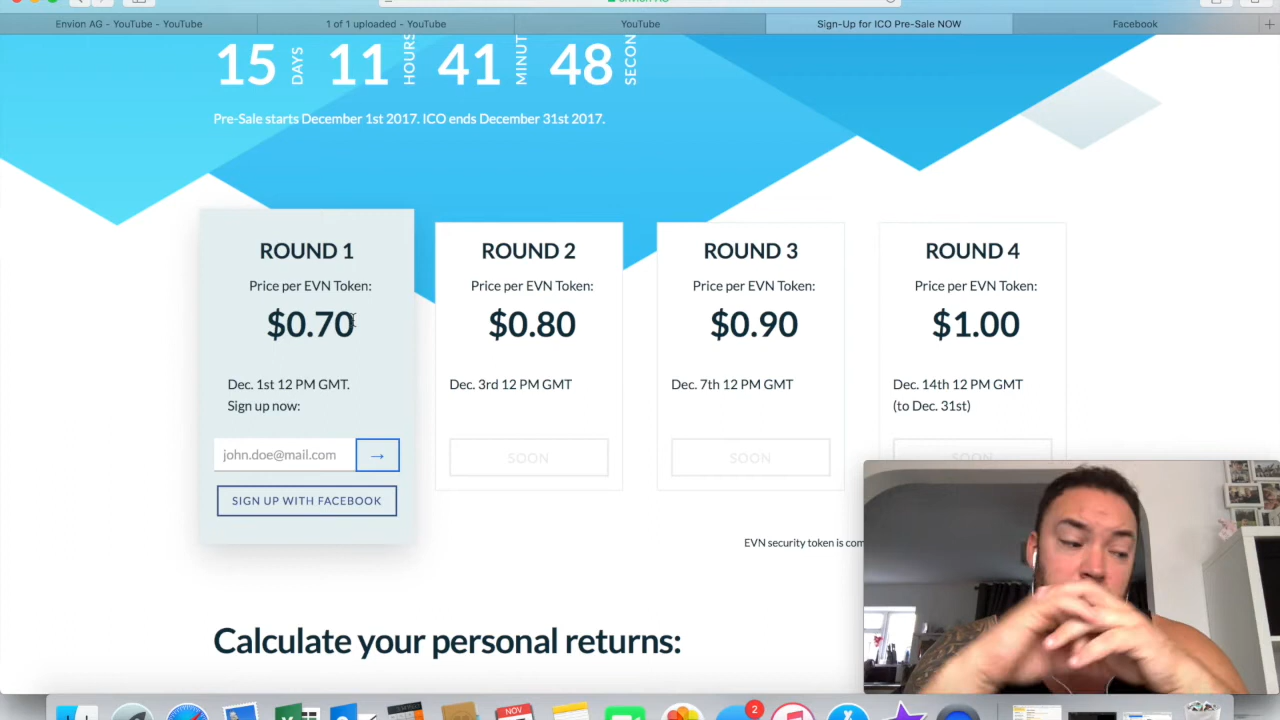 Envion AG - YouTube - YouTube
1 of 1 uploaded - YouTube
YouTube
Sign-Up for ICO Pre-Sale NOW
Facebook
15 DAYS 11 HOURS 41 MINUT 48 SECON
Pre-Sale starts December 1st 2017. ICO ends December 31st 2017.
ROUND 1
Price per EVN Token:
$0.70
Dec. 1st 12 PM GMT.
Sign up now:
john.doe@mail.com →
SIGN UP WITH FACEBOOK
ROUND 2
Price per EVN Token:
$0.80
Dec. 3rd 12 PM GMT
SOON
ROUND 3
Price per EVN Token:
$0.90
Dec. 7th 12 PM GMT
SOON
ROUND 4
Price per EVN Token:
$1.00
Dec. 14th 12 PM GMT
(to Dec. 31st)
SOON
EVN security token is com
Calculate your personal returns:
NOV
2